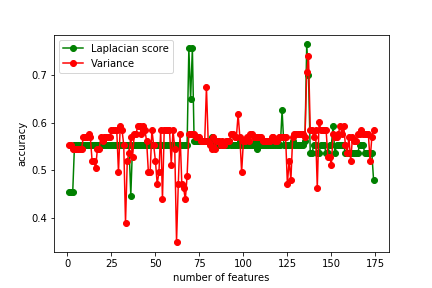 Laplacian score
Variance
0.7
0.6
0.5
0.4
accuracy
0 25 50 75 100 125 150 175
number of features